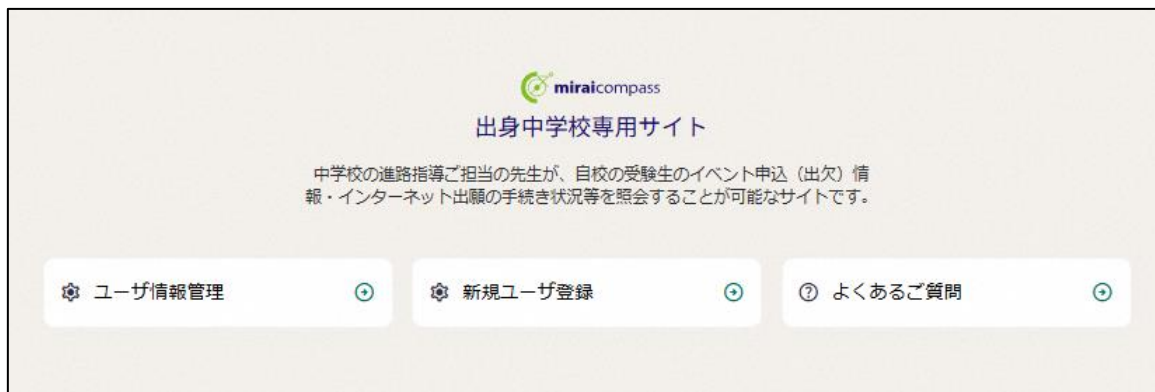 miraicompass
出身中学校専用サイト
中学校の進路指導ご担当の先生が、自校の受験生のイベント申込（出欠）情
報・インターネット出願の手続き状況等を照会することが可能なサイトです。
ユーザ情報管理
新規ユーザ登録
よくあるご質問